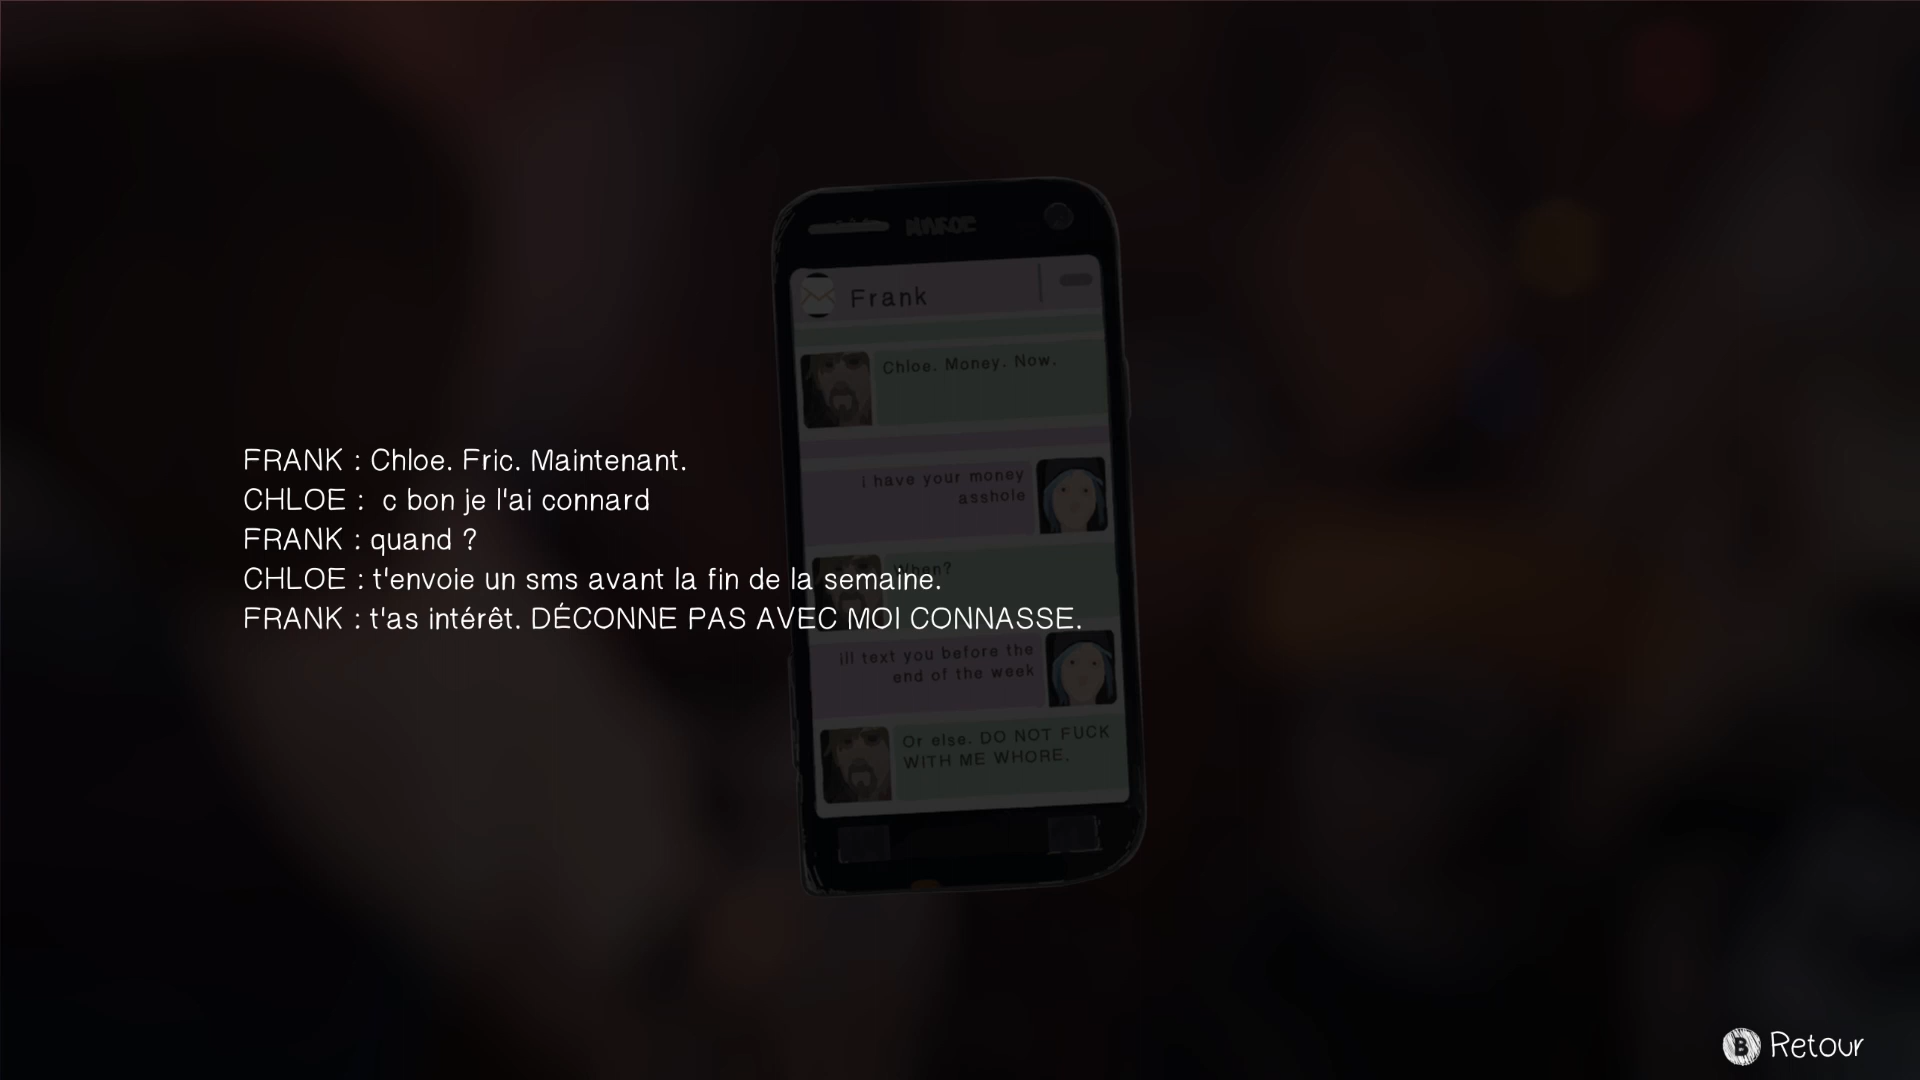 Frank
Chloe. Money. Now.
i have your money
asshole
When?
ill text you before the
end of the week
Or else. DO NOT FUCK
WITH ME WHORE.
FRANK : Chloe. Fric. Maintenant.
CHLOE :  c bon je l'ai connard
FRANK : quand ?
CHLOE : t'envoie un sms avant la fin de la semaine.
FRANK : t'as intérêt. DÉCONNE PAS AVEC MOI CONNASSE.
B Retour